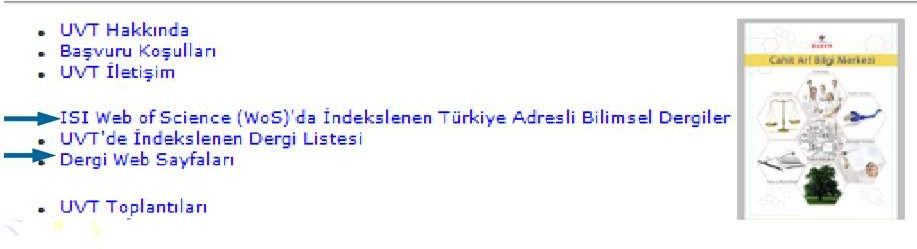 UVT Hakkında
Başvuru Koşulları
UVT İletişim
ISI Web of Science (WoS)'da İndekslenen Türkiye Adresli Bilimsel Dergiler
UVT'de İndekslenen Dergi Listesi
Dergi Web Sayfaları
UVT Toplantıları
Cahit Arf Bilgi Merkezi